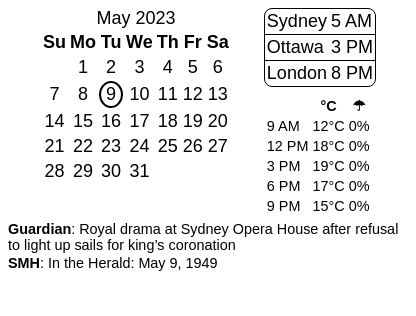 May 2023
Su Mo Tu We Th Fr Sa
1 2 3 4 5 6
7 8 9 10 11 12 13
14 15 16 17 18 19 20
21 22 23 24 25 26 27
28 29 30 31
Sydney 5 AM
Ottawa 3 PM
London 8 PM
°C ☂
9 AM 12°C 0%
12 PM 18°C 0%
3 PM 19°C 0%
6 PM 17°C 0%
9 PM 15°C 0%
Guardian: Royal drama at Sydney Opera House after refusal
to light up sails for king's coronation
SMH: In the Herald: May 9, 1949